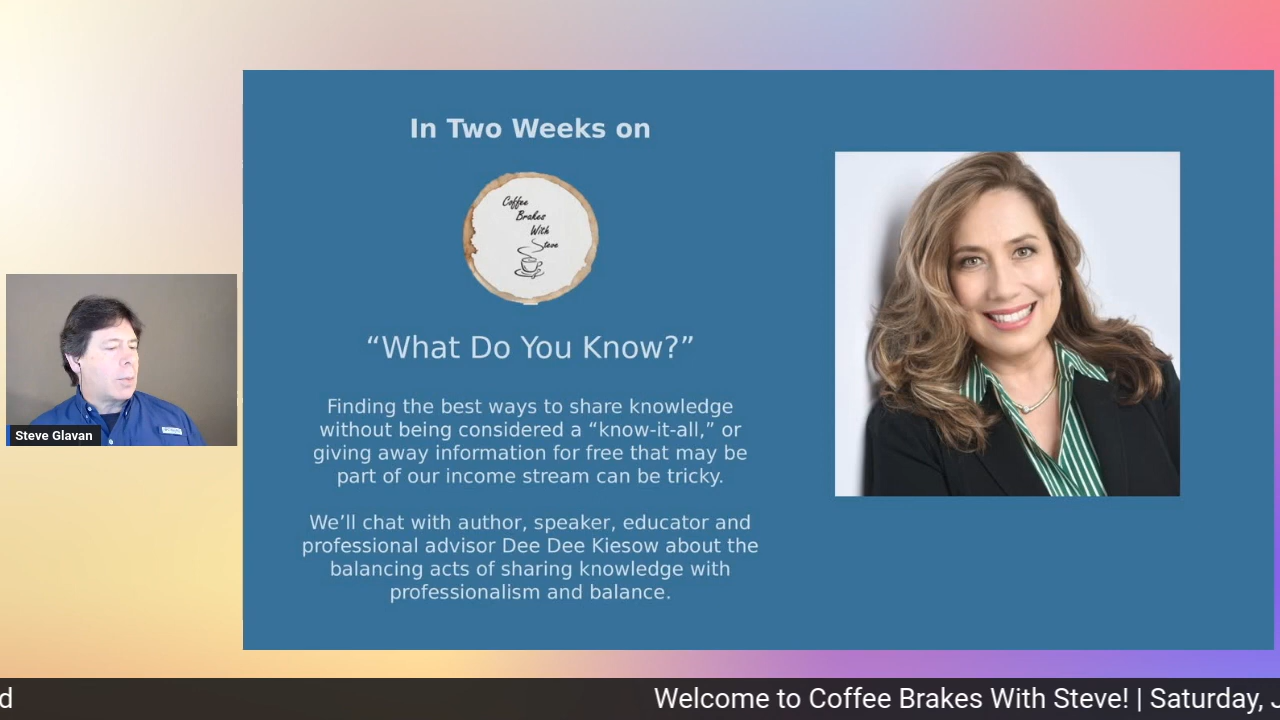 In Two Weeks on
Coffee
Brakes
With
Steve
“What Do You Know?”
Finding the best ways to share knowledge
without being considered a “know-it-all,” or
giving away information for free that may be
part of our income stream can be tricky.
We’ll chat with author, speaker, educator and
professional advisor Dee Dee Kiesow about the
balancing acts of sharing knowledge with
professionalism and balance.
Steve Glavan
d Welcome to Coffee Brakes With Steve! | Saturday, J